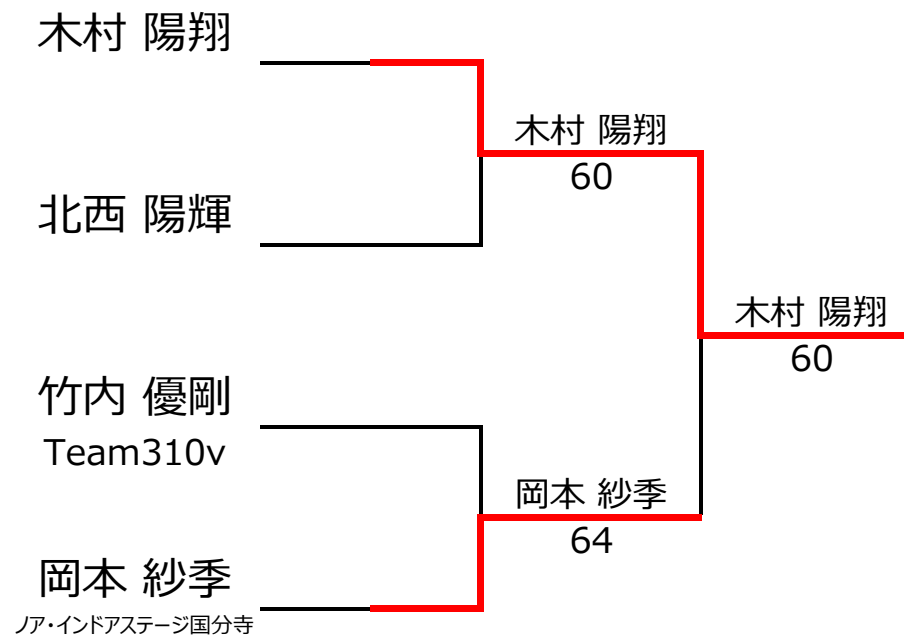 木村 陽翔
木村 陽翔
60
北西 陽輝
木村 陽翔
60
竹内 優剛
Team310v
岡本 紗季
64
岡本 紗季
ノア・インドアステージ国分寺